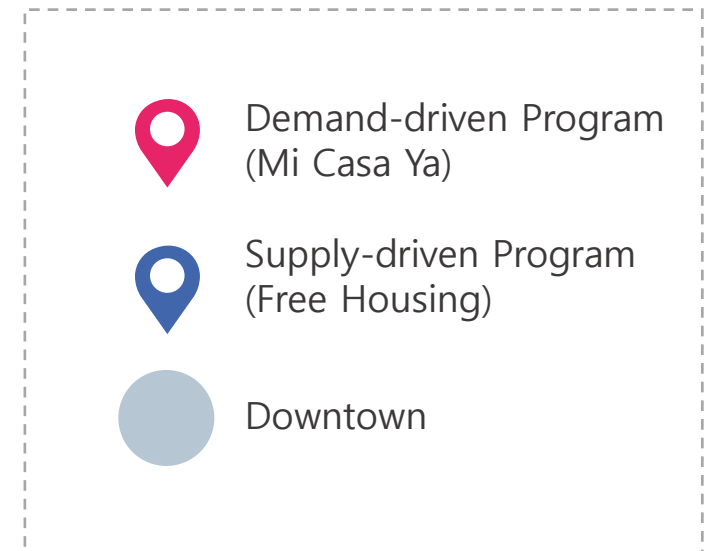 Demand-driven Program
(Mi Casa Ya)
Supply-driven Program
(Free Housing)
Downtown